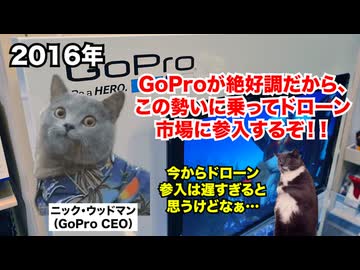 2016年
GoPro
Be a HERO.
GoProが絶好調だから、
この勢いに乗ってドローン
市場に参入するぞ!!
今からドローン
参入は遅すぎると
思うけどなぁ…
ニック・ウッドマン
（GoPro CEO）